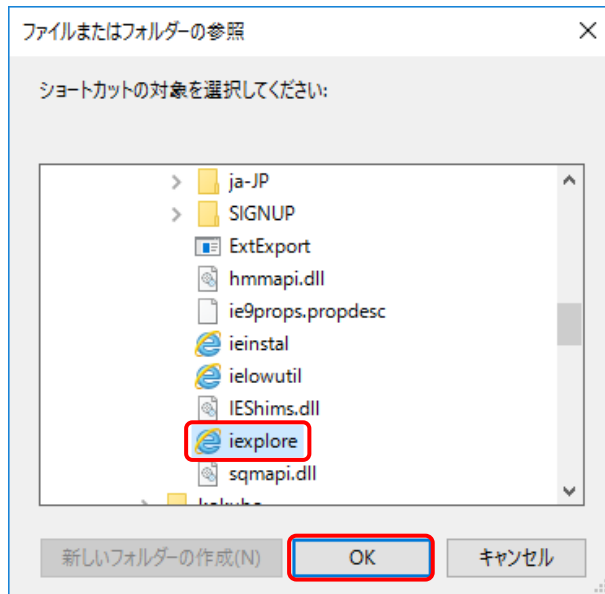 ファイルまたはフォルダーの参照
ショートカットの対象を選択してください:
ja-JP
SIGNUP
ExtExport
hmmapi.dll
ie9props.propdesc
ieinstal
ielowutil
IEShims.dll
iexplore
sqmapi.dll
新しいフォルダーの作成(N)
OK
キャンセル